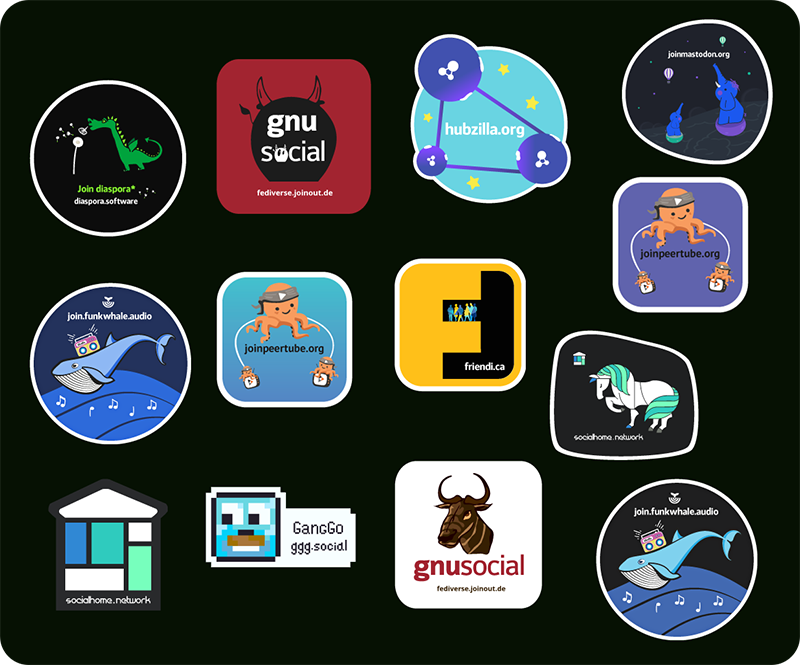 Join diaspora*
diaspora.software
gnu
social
fediverse.joinout.de
hubzilla.org
joinmastodon.org
joinpeertube.org
join.funkwhale.audio
joinpeertube.org
friendi.ca
socialhome.network
socialhome.network
GangGo
ggg.social
gnusocial
fediverse.joinout.de
join.funkwhale.audio